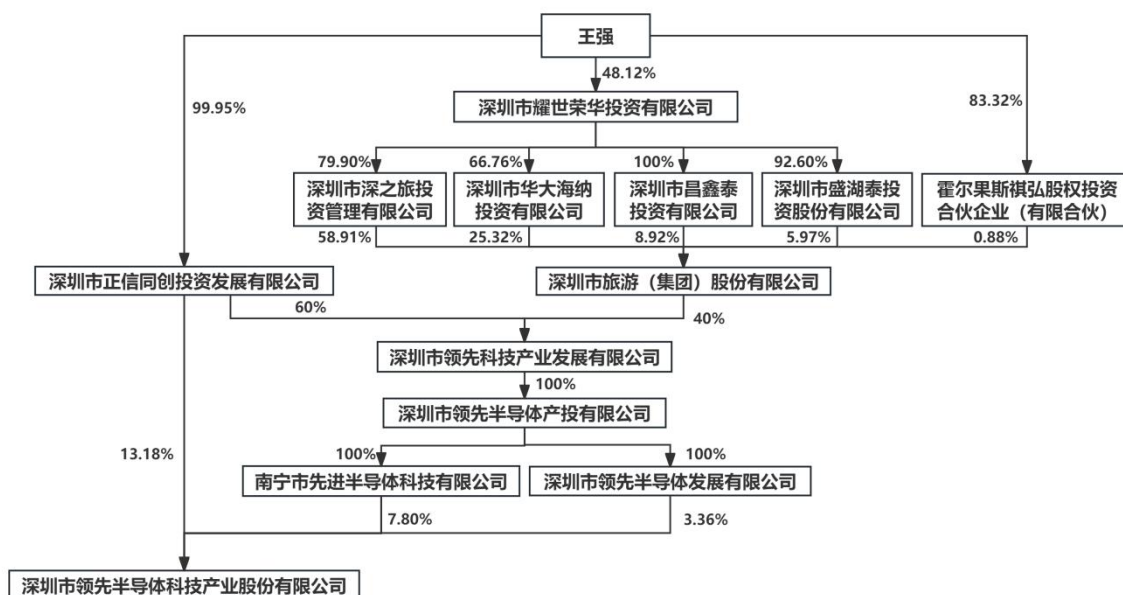 王强
48.12%
99.95%
83.32%
深圳市耀世荣华投资有限公司
79.90%
66.76%
100%
92.60%
深圳市深之旅投
资管理有限公司
深圳市华大海纳
投资有限公司
深圳市昌鑫泰
投资有限公司
深圳市盛湖泰投
资股份有限公司
霍尔果斯祺弘股权投资
合伙企业（有限合伙）
58.91%
25.32%
8.92%
5.97%
0.88%
深圳市正信同创投资发展有限公司
深圳市旅游（集团）股份有限公司
60%
40%
深圳市领先科技产业发展有限公司
100%
深圳市领先半导体产投有限公司
13.18%
100%
100%
南宁市先进半导体科技有限公司
深圳市领先半导体发展有限公司
7.80%
3.36%
深圳市领先半导体科技产业股份有限公司